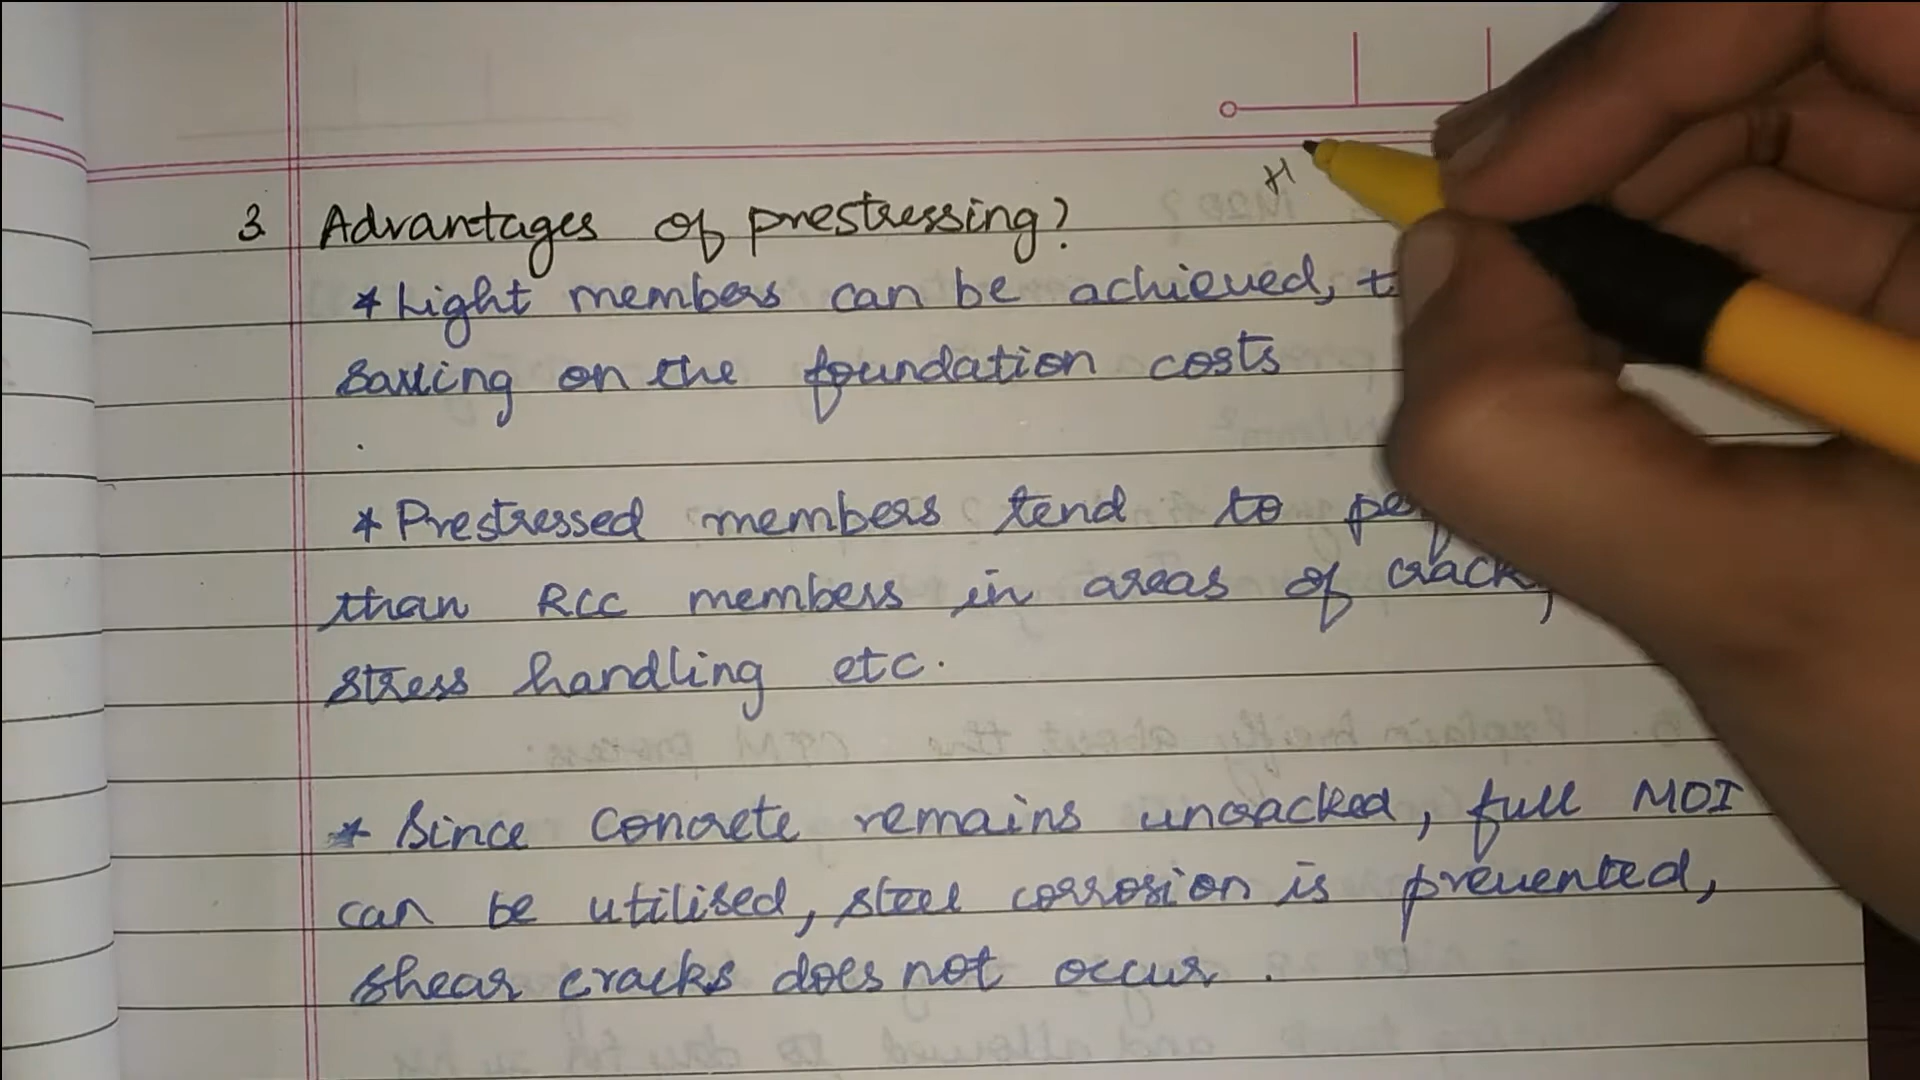 3 Advantages of prestressing?
* Light members can be achieved,
saving on the foundation costs
* Prestressed members tend to
than RCC members in areas of crack,
stress handling etc.
* Since concrete remains uncracked, full MOI
can be utilised, steel corrosion is prevented,
shear cracks does not occur .